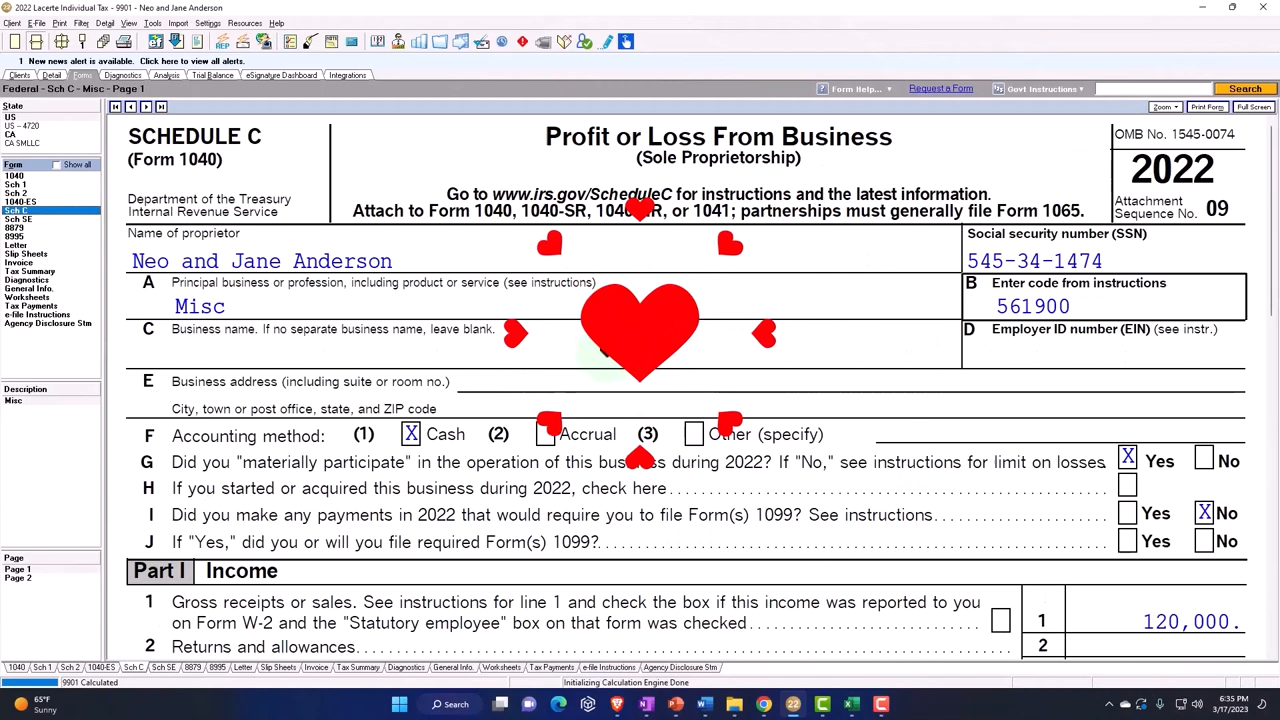 2022 Lacerte Individual Tax - 9901 - Neo and Jane Anderson
Client E-File Print Filter Detail View Tools Import Settings Resources Help
REP
1 New news alert is available. Click here to view all alerts.
Clients Detail Forms Diagnostics Analysis Trial Balance eSignature Dashboard Integrations
Federal - Sch C - Misc - Page 1
Form Help... Request a Form Govt Instructions Search
State
US
US - 4720
CA
CA SMLLC
Form Show all
1040
Sch 1
Sch 2
1040-ES
Sch C
Sch SE
8879
8995
Letter
Slip Sheets
Invoice
Tax Summary
Diagnostics
General Info.
Worksheets
Tax Payments
e-file Instructions
Agency Disclosure Stm
Description
Misc
Page
Page 1
Page 2
Zoom Print Form Full Screen
SCHEDULE C
(Form 1040)
Department of the Treasury
Internal Revenue Service
Profit or Loss From Business
(Sole Proprietorship)
Go to www.irs.gov/ScheduleC for instructions and the latest information.
Attach to Form 1040, 1040-SR, 1040-NR, or 1041; partnerships must generally file Form 1065.
OMB No. 1545-0074
2022
Attachment
Sequence No. 09
Name of proprietor
Neo and Jane Anderson
Social security number (SSN)
545-34-1474
A Principal business or profession, including product or service (see instructions)
Misc
B Enter code from instructions
561900
C Business name. If no separate business name, leave blank.
D Employer ID number (EIN) (see instr.)
E Business address (including suite or room no.)
City, town or post office, state, and ZIP code
F Accounting method: (1) X Cash (2) Accrual (3) Other (specify)
G Did you "materially participate" in the operation of this business during 2022? If "No," see instructions for limit on losses. X Yes No
H If you started or acquired this business during 2022, check here
I Did you make any payments in 2022 that would require you to file Form(s) 1099? See instructions Yes X No
J If "Yes," did you or will you file required Form(s) 1099? Yes No
Part I Income
1 Gross receipts or sales. See instructions for line 1 and check the box if this income was reported to you
on Form W-2 and the "Statutory employee" box on that form was checked 1 120,000.
2 Returns and allowances 2
1040 Sch 1 Sch 2 1040-ES Sch C Sch SE 8879 8995 Letter Slip Sheets Invoice Tax Summary Diagnostics General Info. Worksheets Tax Payments e-file Instructions Agency Disclosure Stm
9901 Calculated Initializing Calculation Engine Done
65°F
Sunny
Search
6:35 PM
3/17/2023